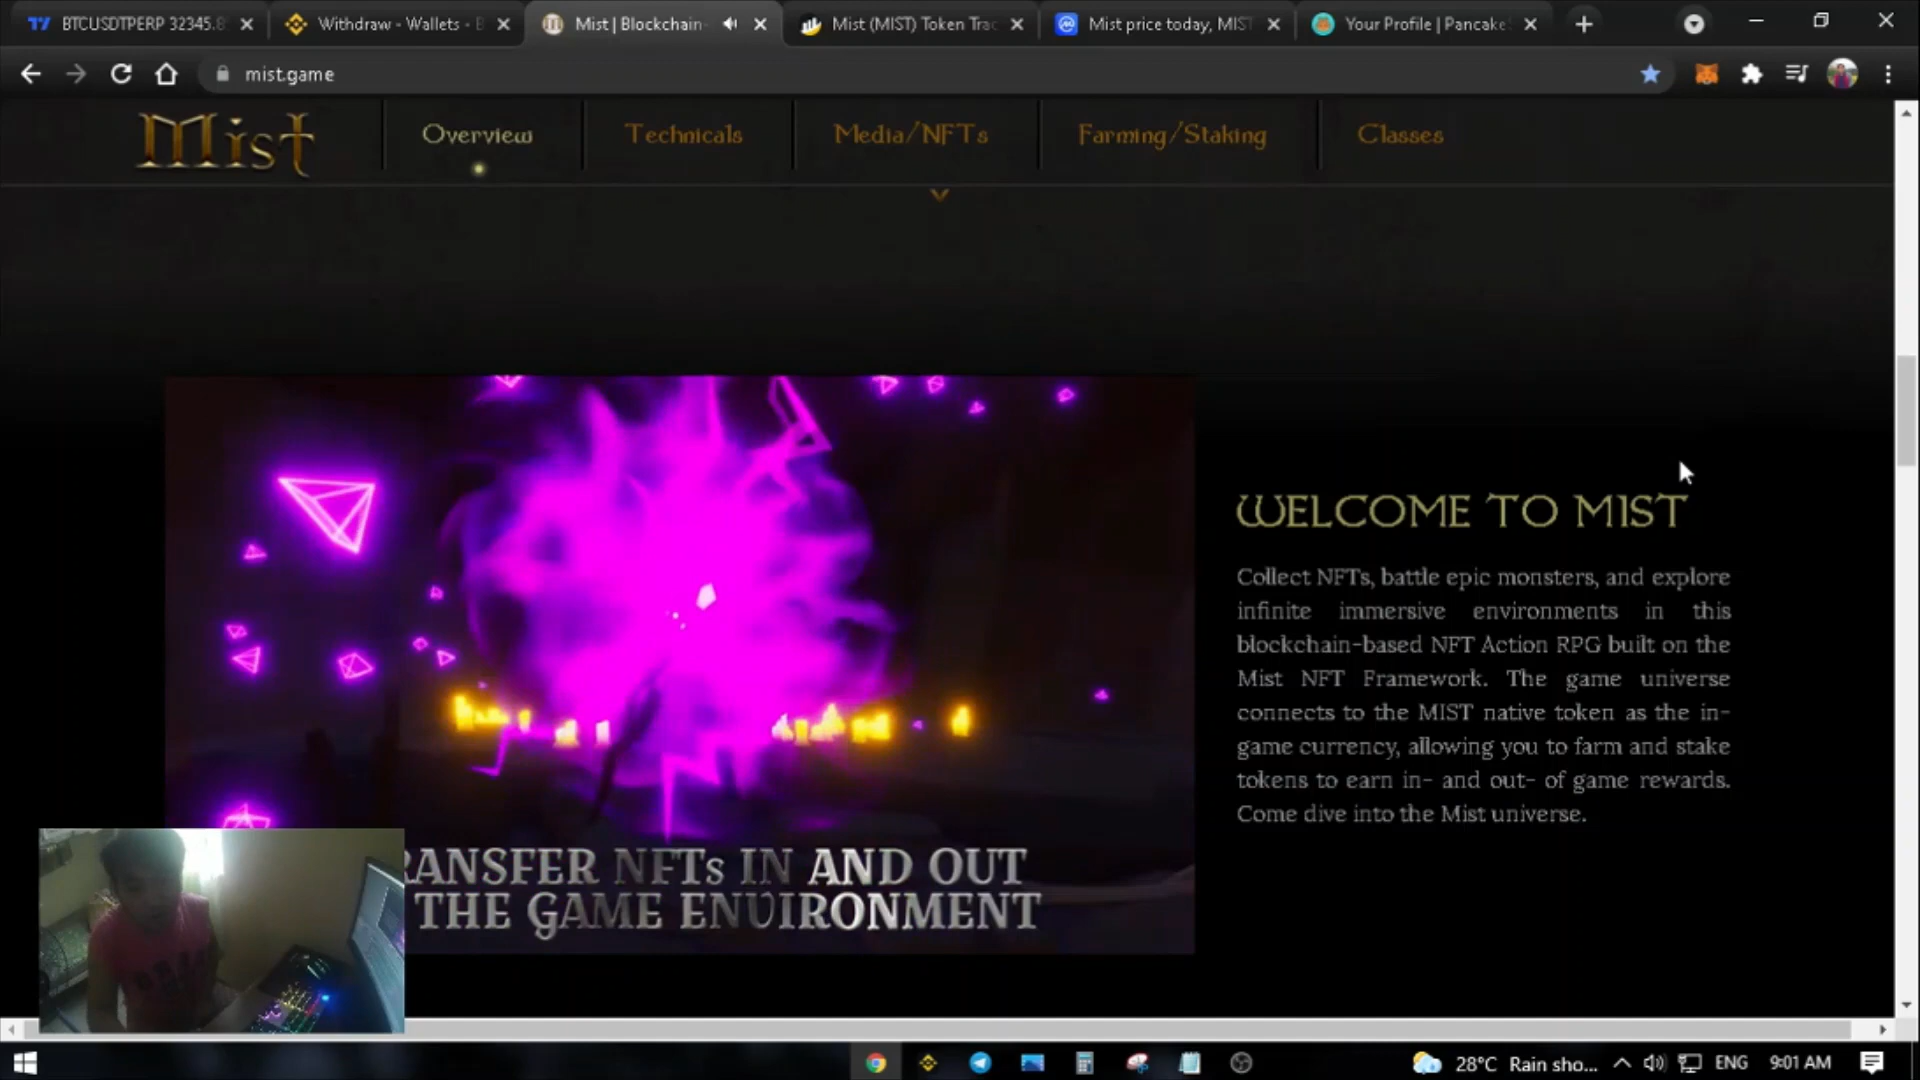 BTCUSDTPERP 32345.8
Withdraw - Wallets - B
Mist | Blockchain-
Mist (MIST) Token Trac
Mist price today, MIST
Your Profile | PancakeS
mist.game
Mist
Overview
Technicals
Media/NFTs
Farming/Staking
Classes
WELCOME TO MIST
Collect NFTs, battle epic monsters, and explore
infinite immersive environments in this
blockchain-based NFT Action RPG built on the
Mist NFT Framework. The game universe
connects to the MIST native token as the in-
game currency, allowing you to farm and stake
tokens to earn in- and out- of game rewards.
Come dive into the Mist universe.
RANSFER NFTs IN AND OUT
THE GAME ENVIRONMENT
28°C Rain sho...
ENG
9:01 AM